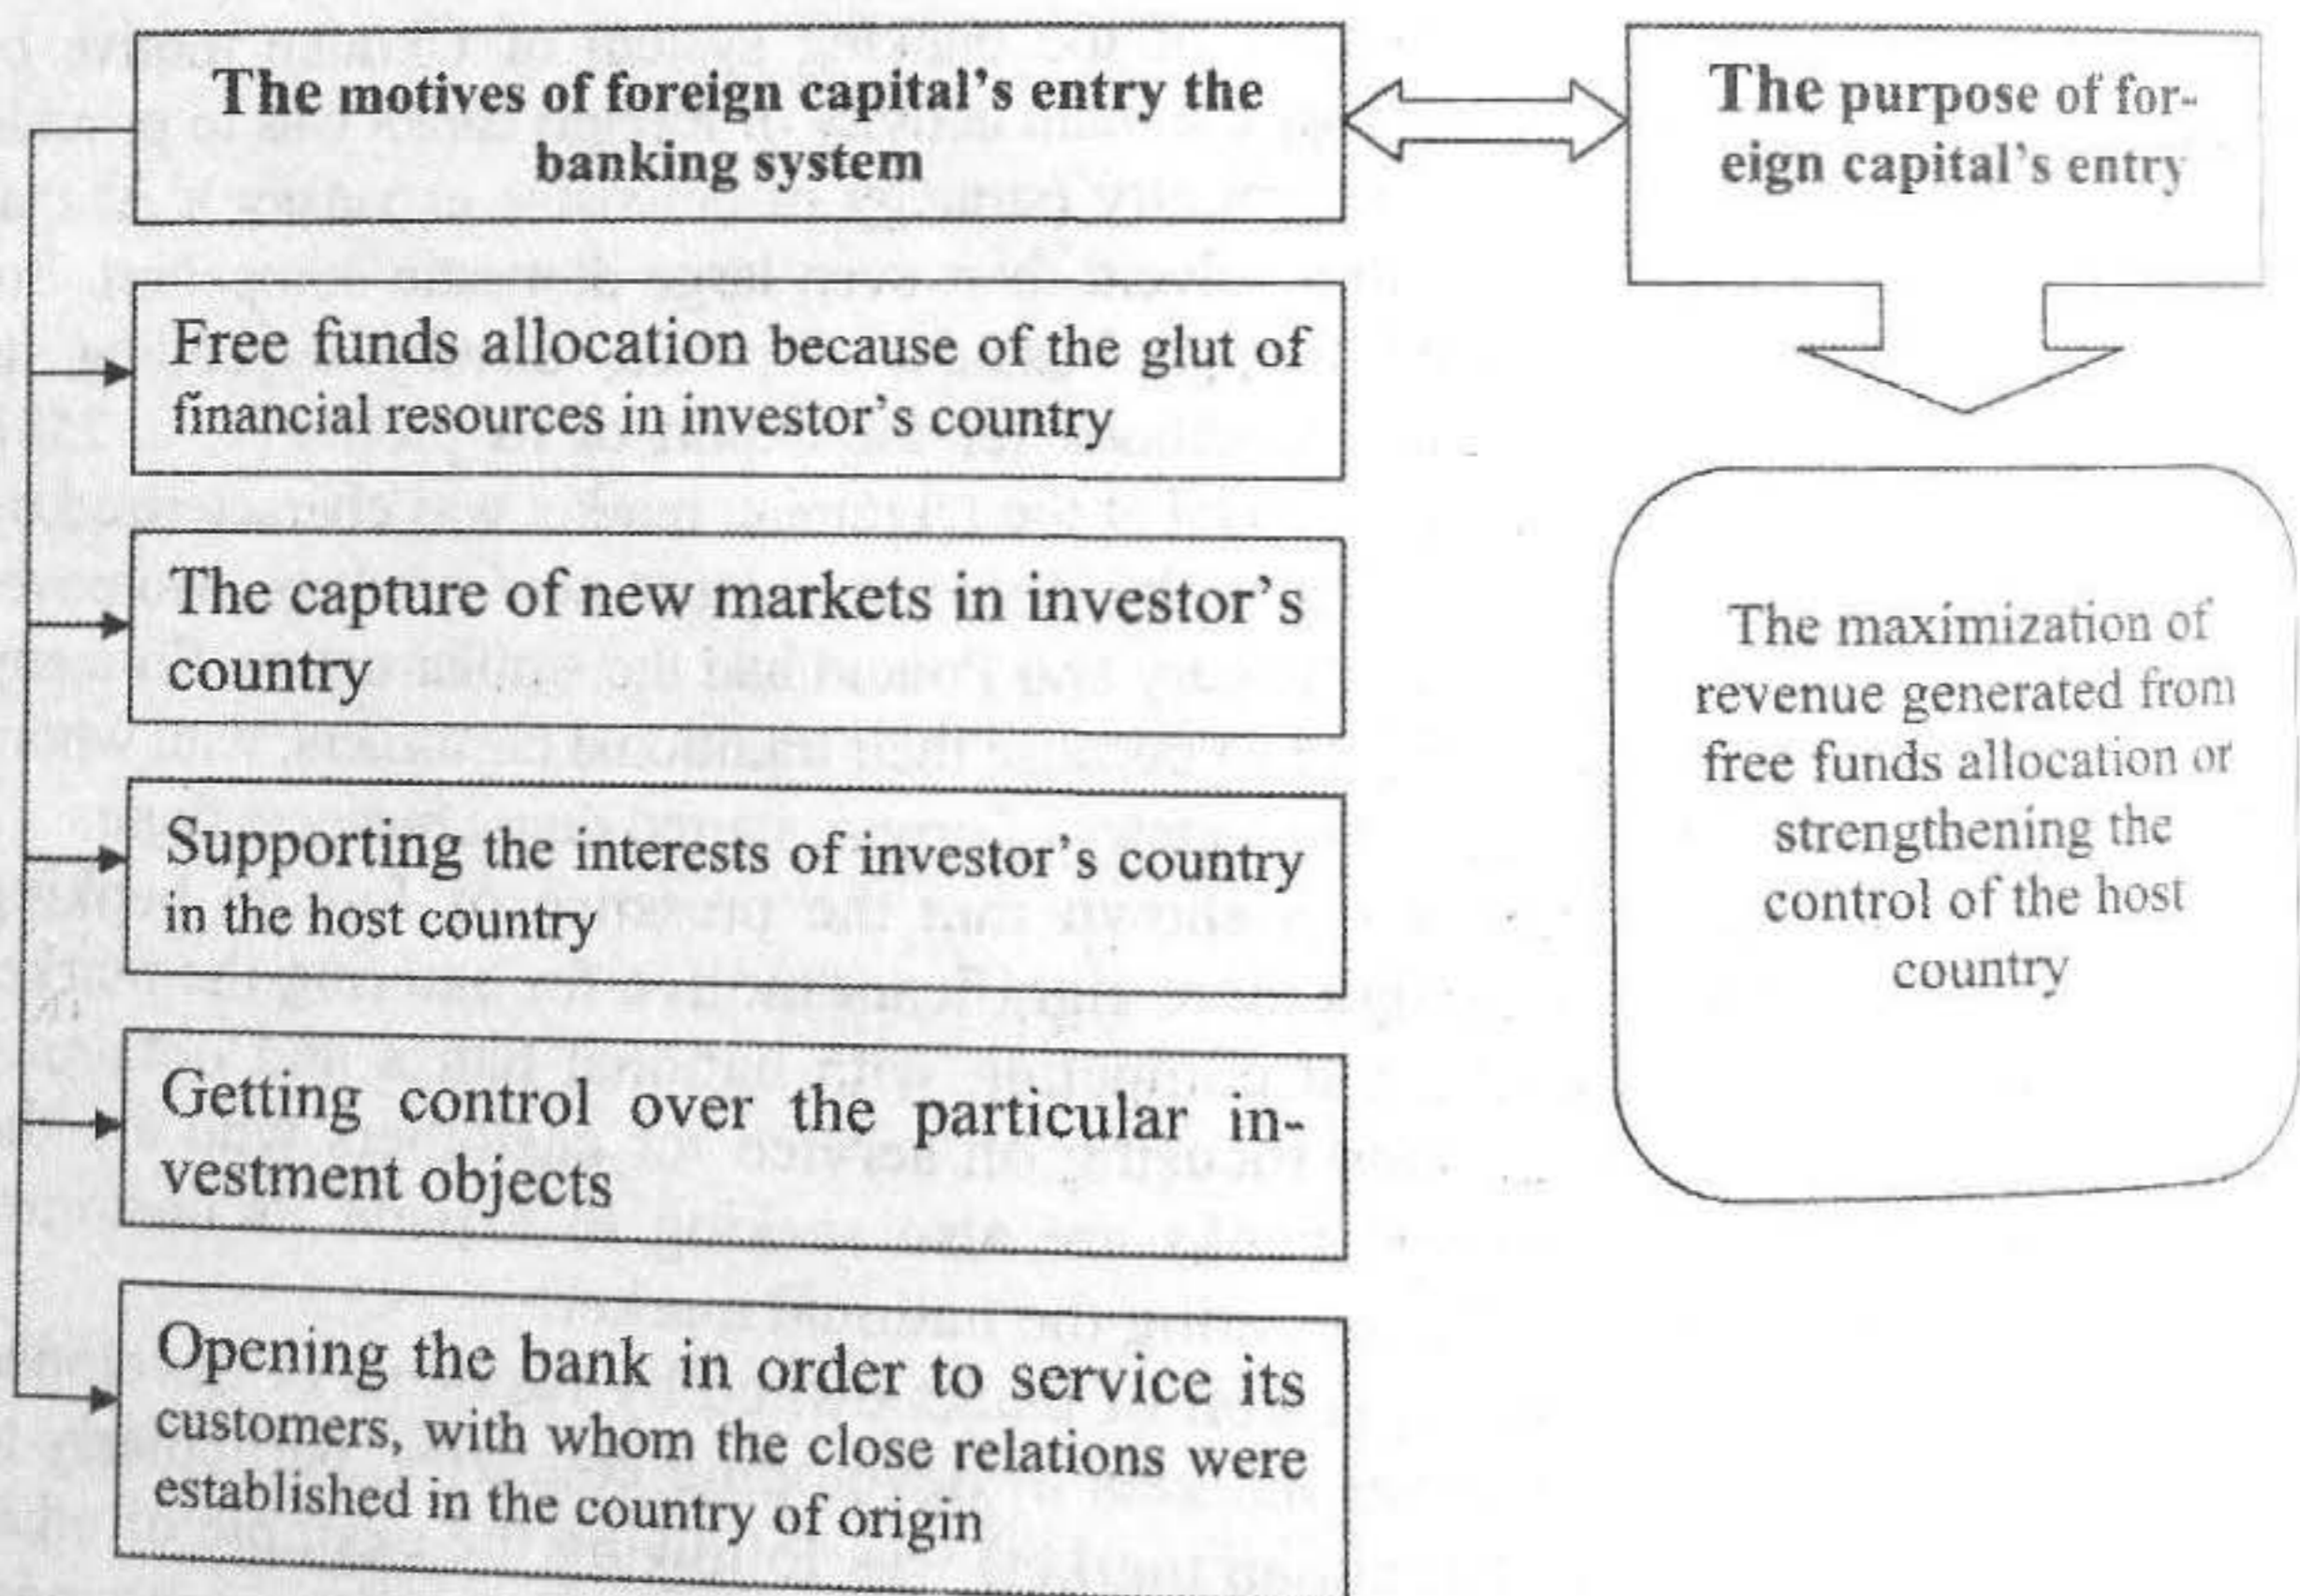 The motives of foreign capital's entry the
banking system
Free funds allocation because of the glut of
financial resources in investor's country
The capture of new markets in investor's
country
Supporting the interests of investor's country
in the host country
Getting control over the particular in-
vestment objects
Opening the bank in order to service its
customers, with whom the close relations were
established in the country of origin
The purpose of for-
eign capital's entry
The maximization of
revenue generated from
free funds allocation or
strengthening the
control of the host
country